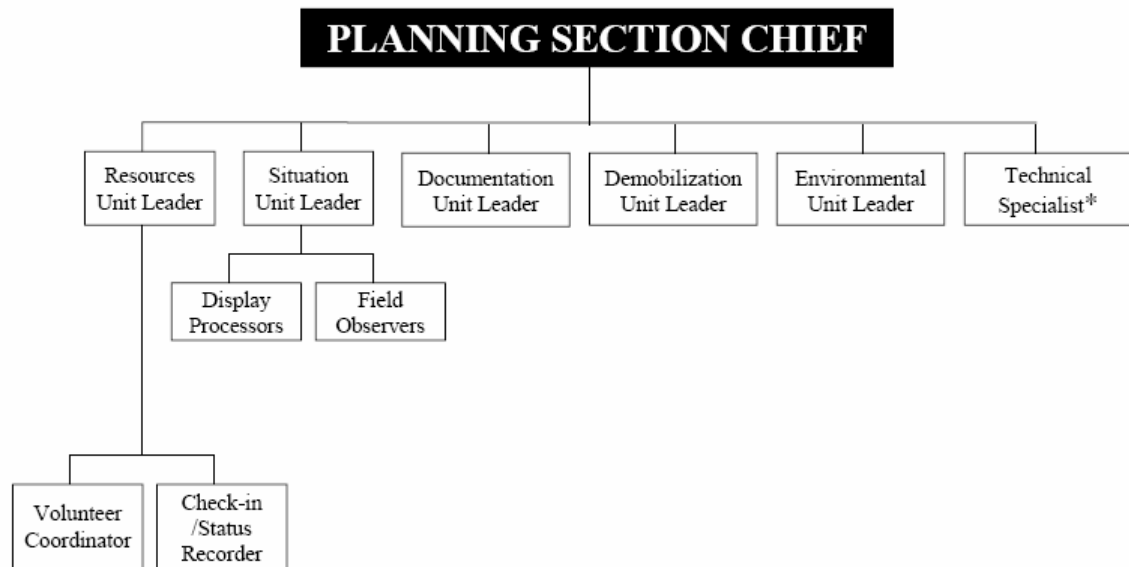 PLANNING SECTION CHIEF
Resources
Unit Leader
Situation
Unit Leader
Documentation
Unit Leader
Demobilization
Unit Leader
Environmental
Unit Leader
Technical
Specialist*
Display
Processors
Field
Observers
Volunteer
Coordinator
Check-in
/Status
Recorder